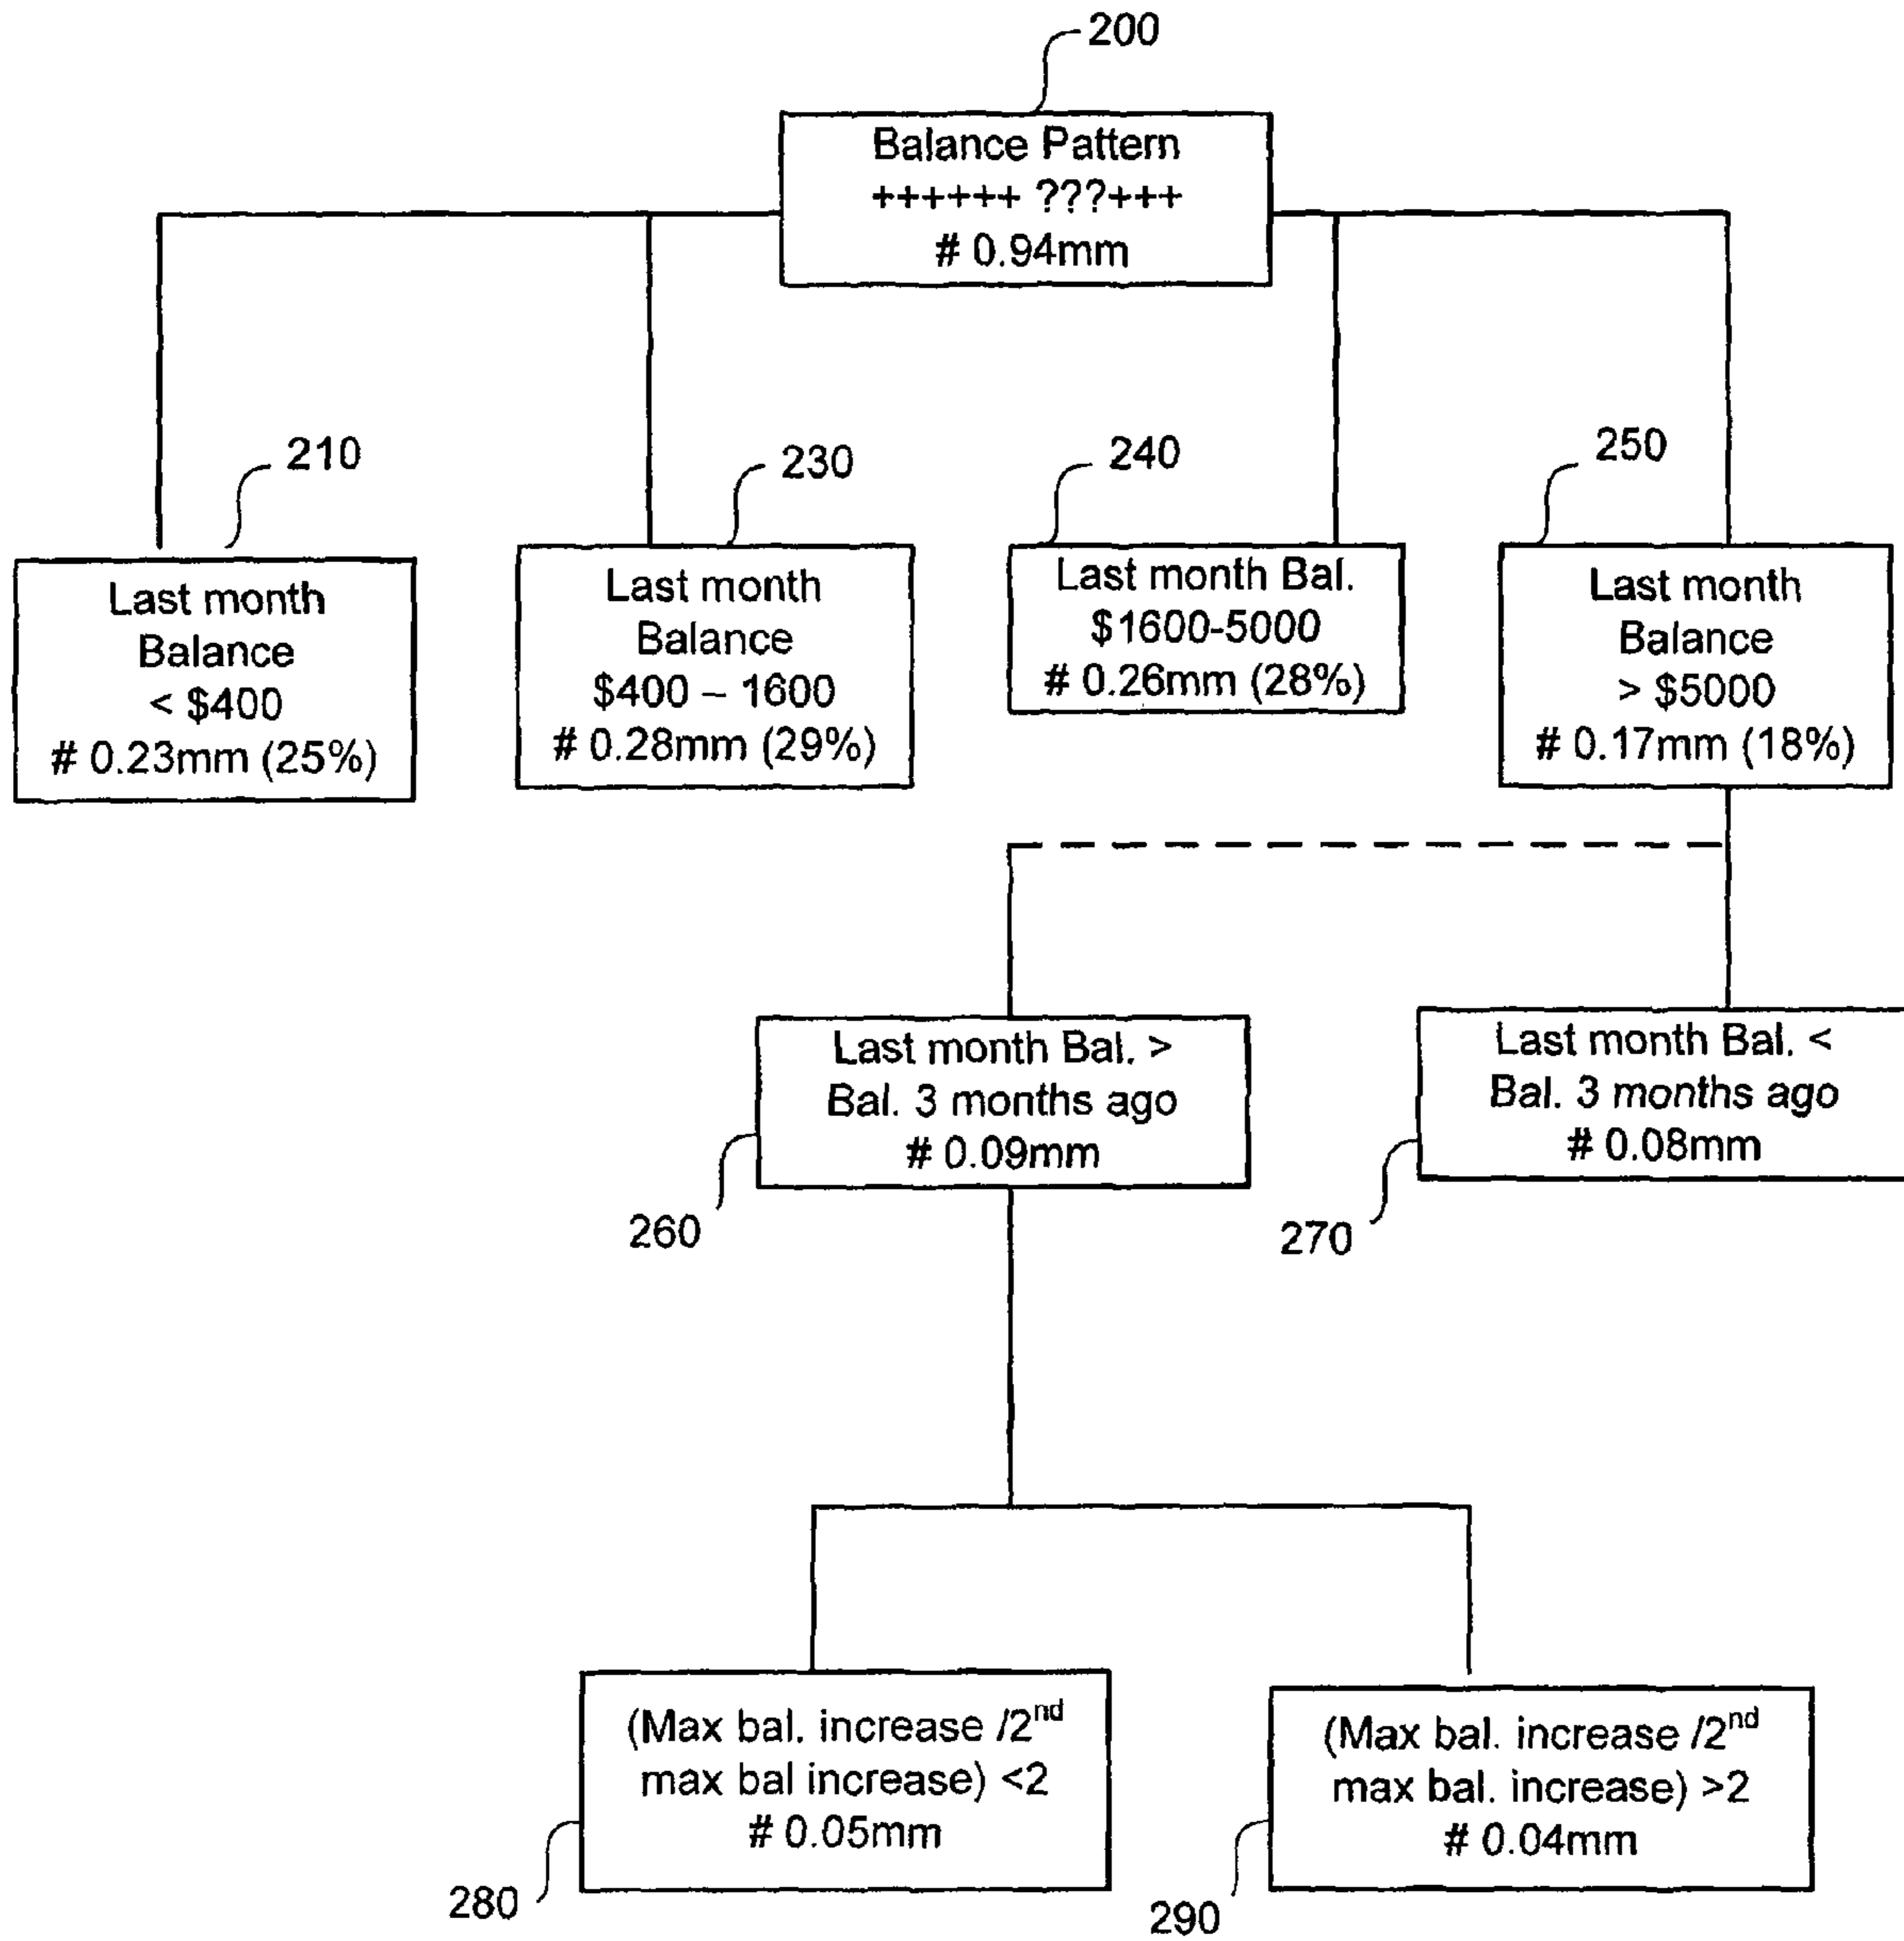 200
Balance Pattern
++++++ ???+++
# 0.94mm
210
Last month
Balance
< $400
# 0.23mm (25%)
230
Last month
Balance
$400 – 1600
# 0.28mm (29%)
240
Last month Bal.
$1600-5000
# 0.26mm (28%)
250
Last month
Balance
> $5000
# 0.17mm (18%)
Last month Bal. >
Bal. 3 months ago
# 0.09mm
260
Last month Bal. <
Bal. 3 months ago
# 0.08mm
270
(Max bal. increase /2nd
max bal increase) <2
# 0.05mm
280
(Max bal. increase /2nd
max bal. increase) >2
# 0.04mm
290